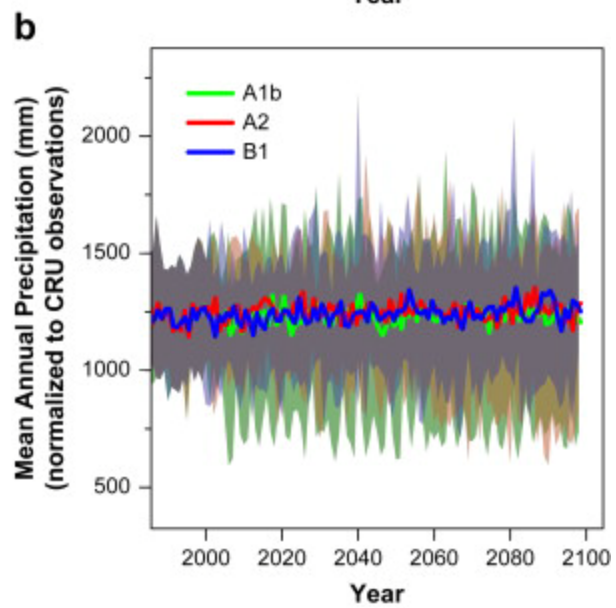 Year
b
A1b
A2
B1
Mean Annual Precipitation (mm)
(normalized to CRU observations)
2000
1500
1000
500
2000 2020 2040 2060 2080 2100
Year